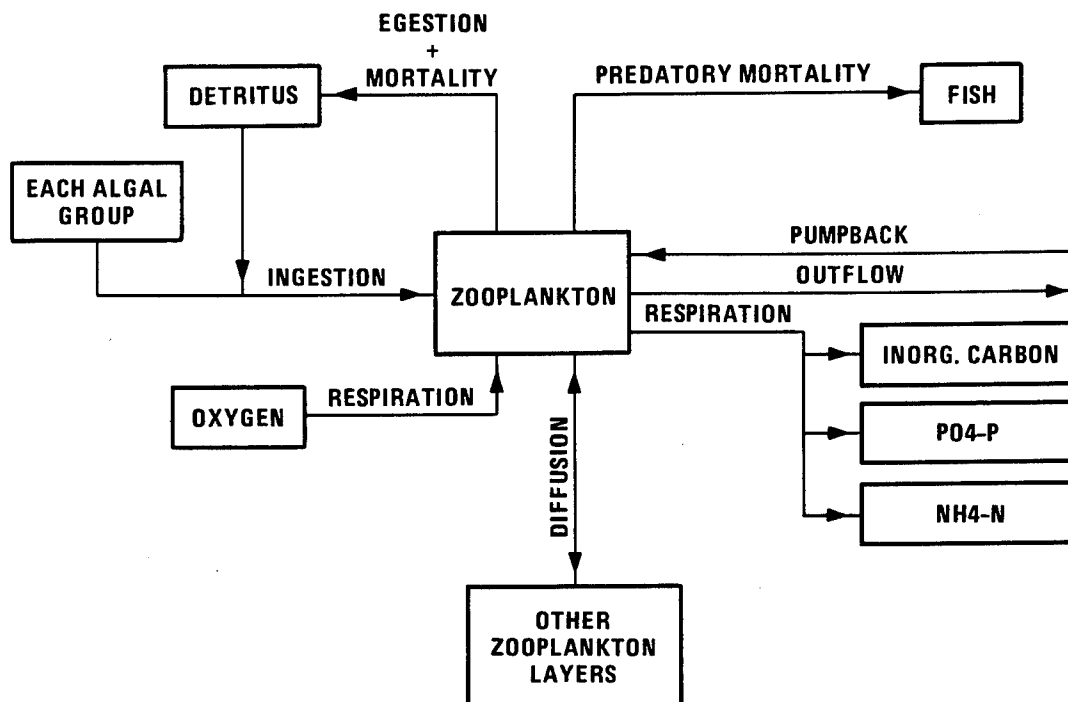 EGESTION
+
MORTALITY
PREDATORY MORTALITY
DETRITUS
FISH
EACH ALGAL
GROUP
PUMPBACK
INGESTION
ZOOPLANKTON
OUTFLOW
RESPIRATION
INORG. CARBON
RESPIRATION
OXYGEN
PO4-P
DIFFUSION
NH4-N
OTHER
ZOOPLANKTON
LAYERS